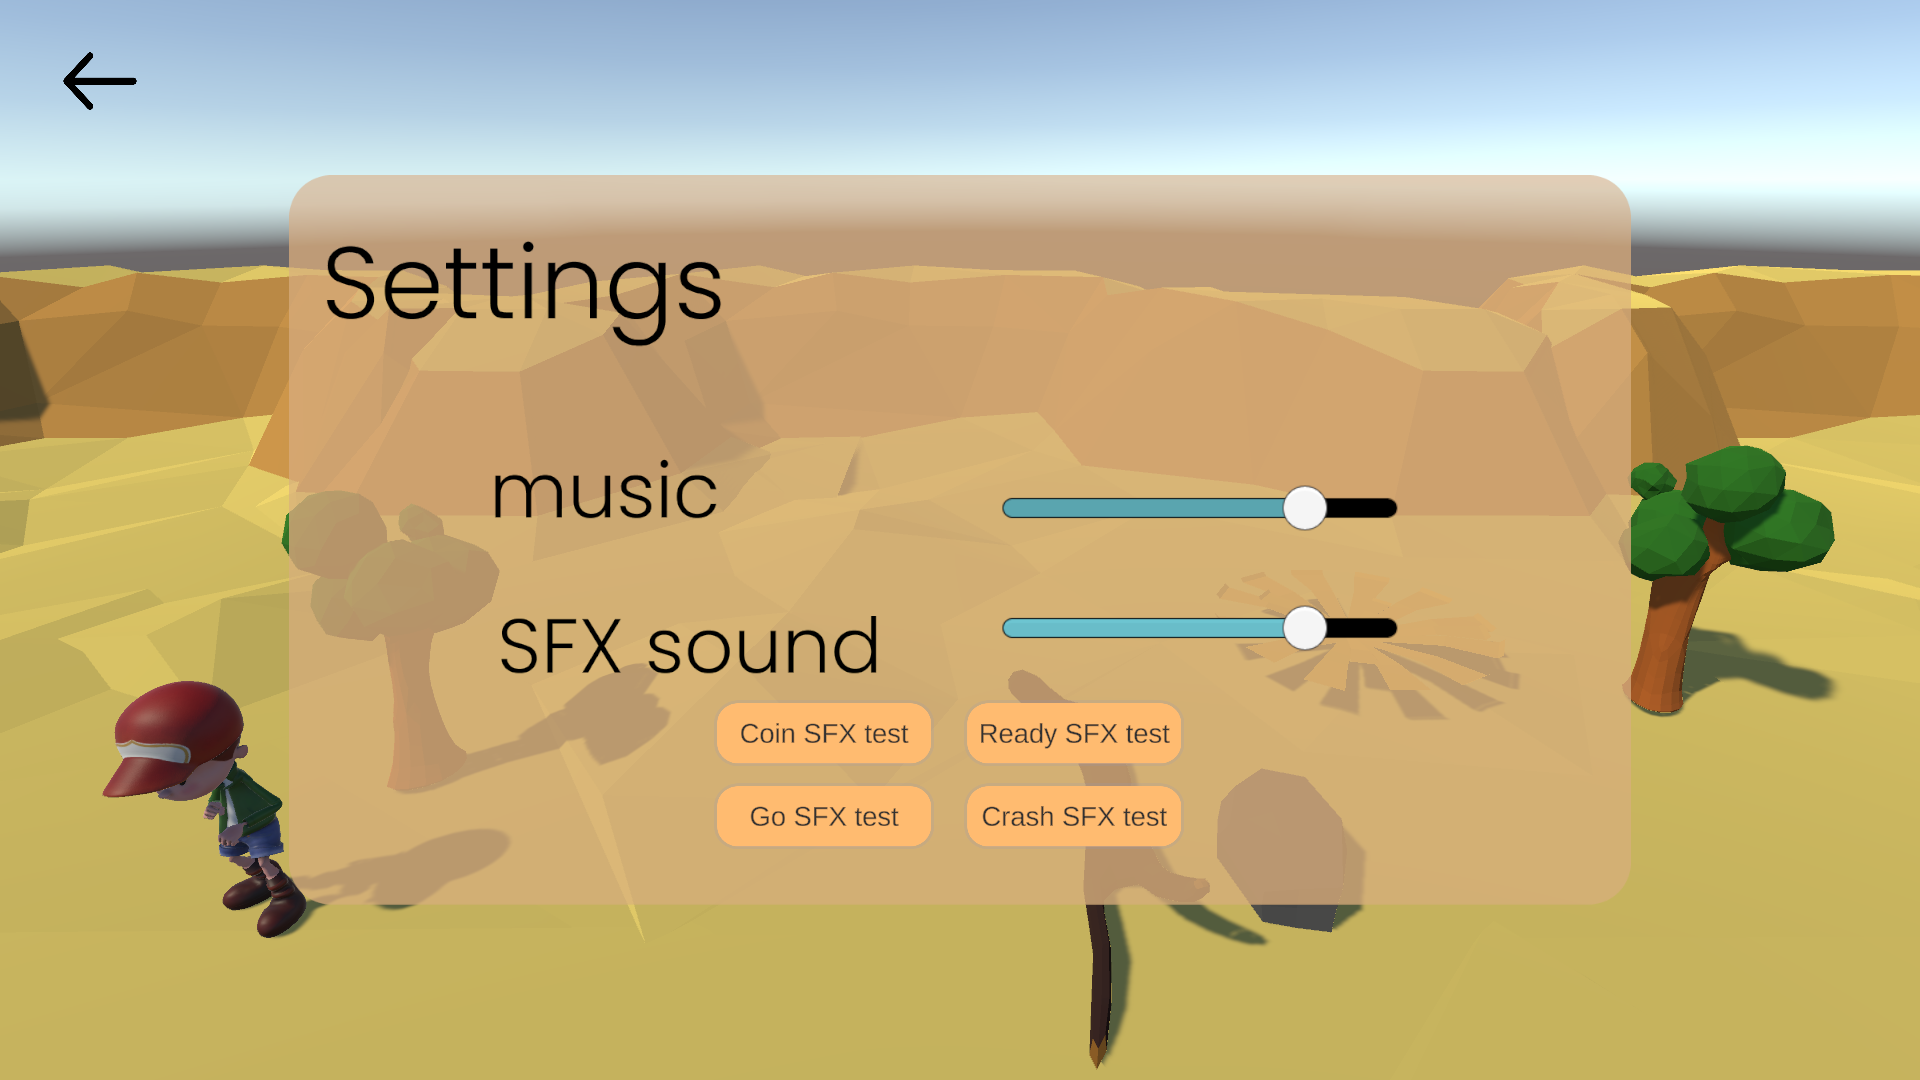 Settings
music
SFX sound
Coin SFX test
Ready SFX test
Go SFX test
Crash SFX test